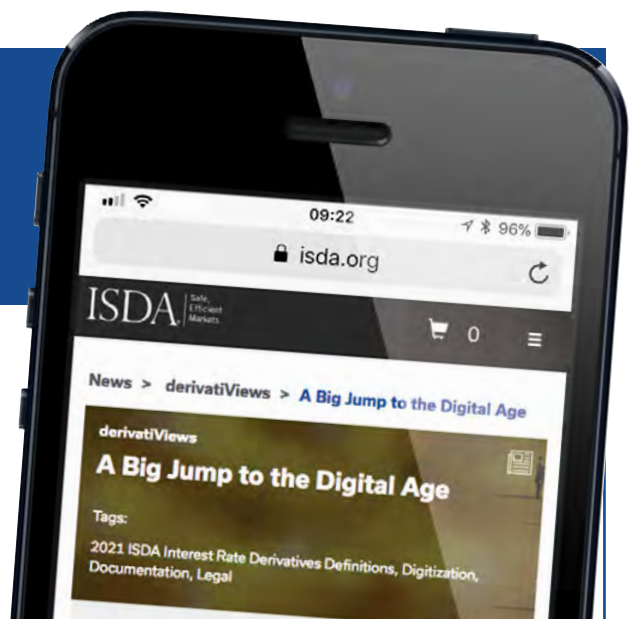 09:22
96%
isda.org
ISDA
Safe,
Efficient
Markets
0
News > derivatiViews > A Big Jump to the Digital Age
derivatiViews
A Big Jump to the Digital Age
Tags:
2021 ISDA Interest Rate Derivatives Definitions, Digitization,
Documentation, Legal